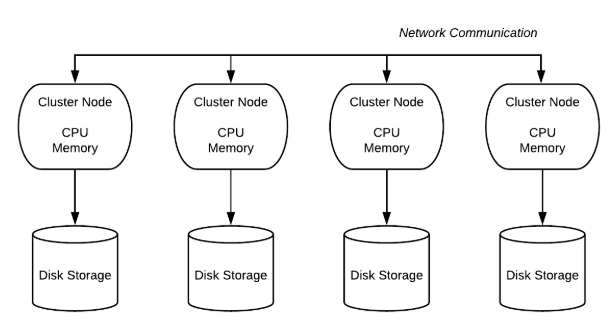 Network Communication
Cluster Node
CPU
Memory
Cluster Node
CPU
Memory
Cluster Node
CPU
Memory
Cluster Node
CPU
Memory
Disk Storage
Disk Storage
Disk Storage
Disk Storage